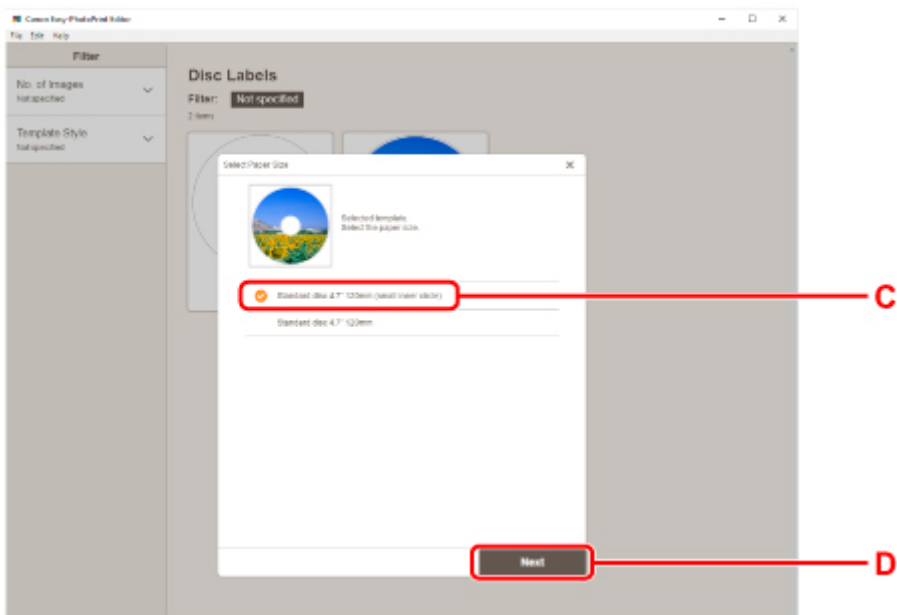 Canon Easy-PhotoPrint Editor
File Edit Help
Filter
No. of Images
Not specified
Template Style
Not specified
Disc Labels
Filter: Not specified
2 items
Select Paper Size
Selected template.
Select the paper size.
Standard disc 4.7" 120mm (small inner circle)
C
Standard disc 4.7" 120mm
Next
D